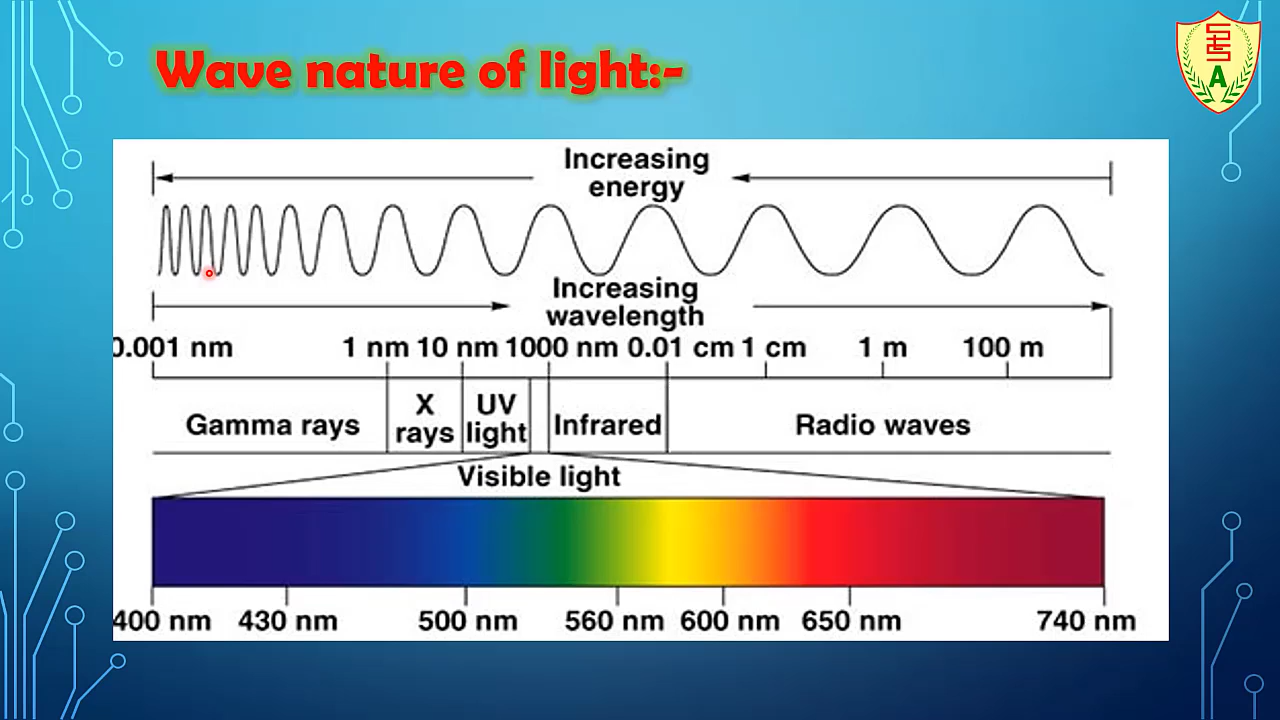 Wave nature of light:-
A
Increasing
energy
Increasing
wavelength
0.001 nm 1 nm 10 nm 1000 nm 0.01 cm 1 cm 1 m 100 m
Gamma rays X rays UV light Infrared Radio waves
Visible light
400 nm 430 nm 500 nm 560 nm 600 nm 650 nm 740 nm